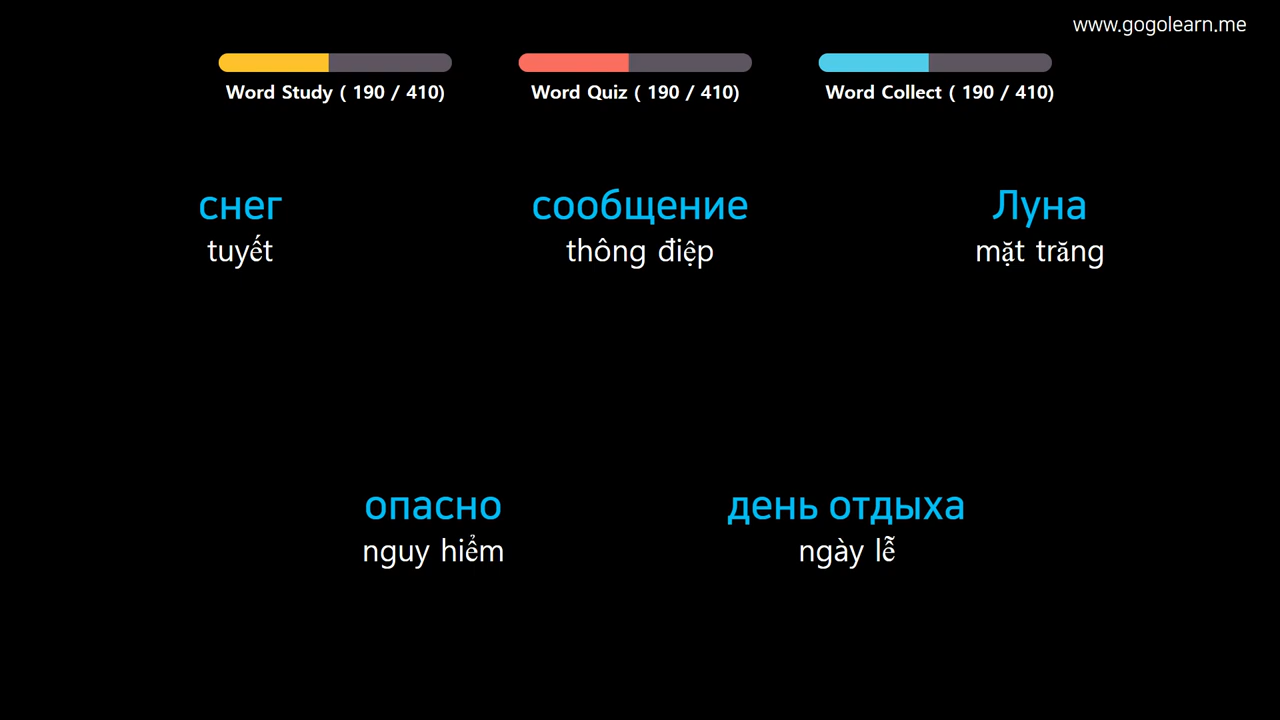 www.gogolearn.me
Word Study ( 190 / 410)
Word Quiz ( 190 / 410)
Word Collect ( 190 / 410)
снег
tuyết
сообщение
thông điệp
Луна
mặt trăng
опасно
nguy hiểm
день отдыха
ngày lễ